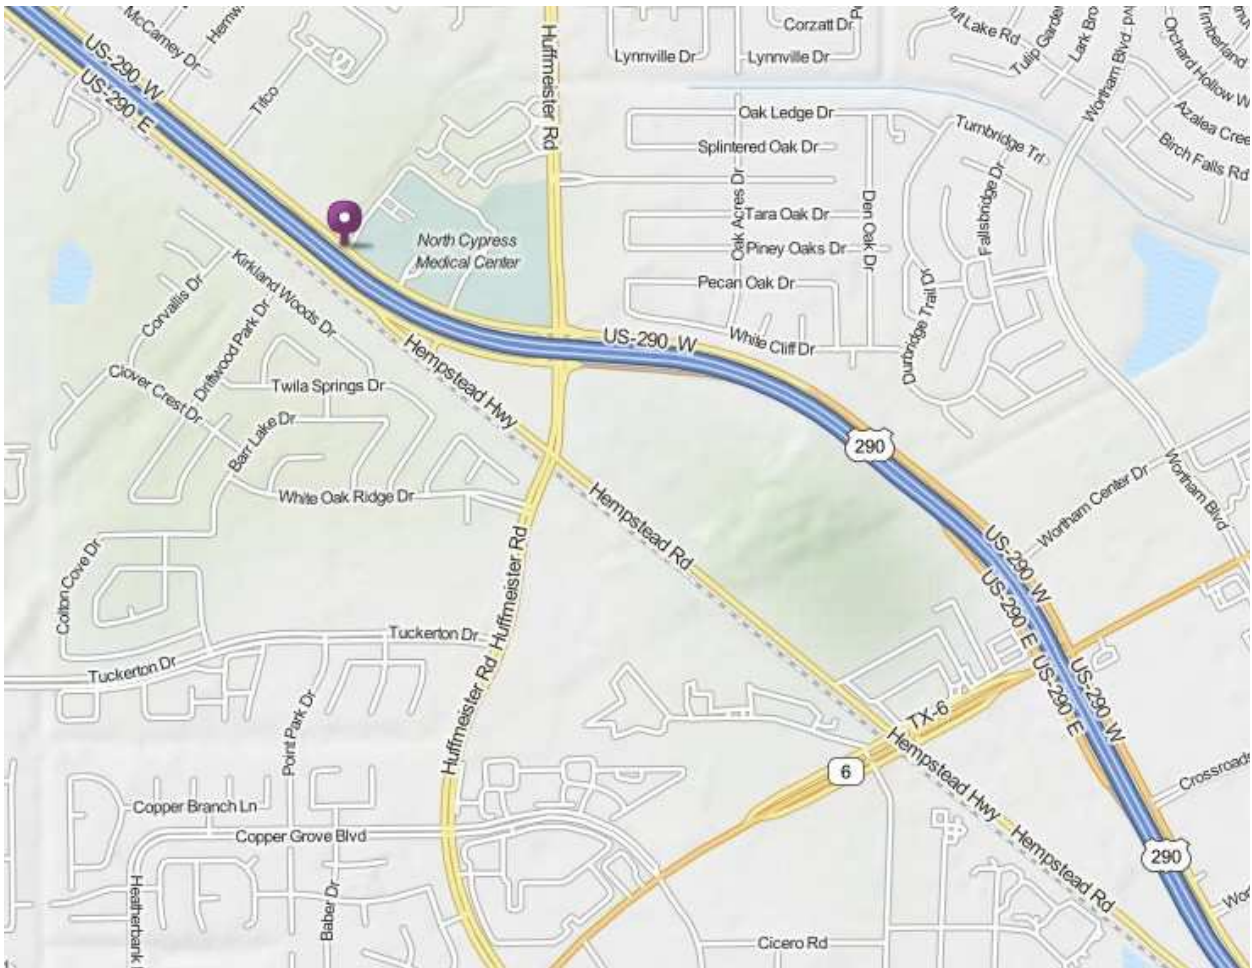 McCarney Dr
Huffmeister Rd
Corzatt Dr
Lynnville Dr
Lynnville Dr
Tulip Garden
Lark Bro
Wortham Blvd
Timberland
Orchard Hollow W
US-290 W
US-290 E
Tifco
Oak Ledge Dr
Azalea Cree
Turnbridge Trl
Splintered Oak Dr
Birch Falls Rd
Oak Acres Dr
Den Oak Dr
Fallsbridge Dr
Tara Oak Dr
North Cypress
Medical Center
Piney Oaks Dr
Kirkland Woods Dr
Corvallis Dr
Pecan Oak Dr
Driftwood Park Dr
Durbridge Trail Dr
US-290 W
White Cliff Dr
Hempstead Hwy
Clover Crest Dr
Twila Springs Dr
Barr Lake Dr
290
Wortham Center Dr
Wortham Blvd
White Oak Ridge Dr
Hempstead Rd
Colton Cove Dr
Huffmeister Rd
US-290 W
US-290 E
Tuckerton Dr
Tuckerton Dr
Huffmeister Rd
US-290 W
US-290 E
Point Park Dr
TX-6
Hempstead Hwy
6
Crossroads
Copper Branch Ln
Copper Grove Blvd
Hempstead Rd
290
Heatherbank
Baber Dr
Cicero Rd